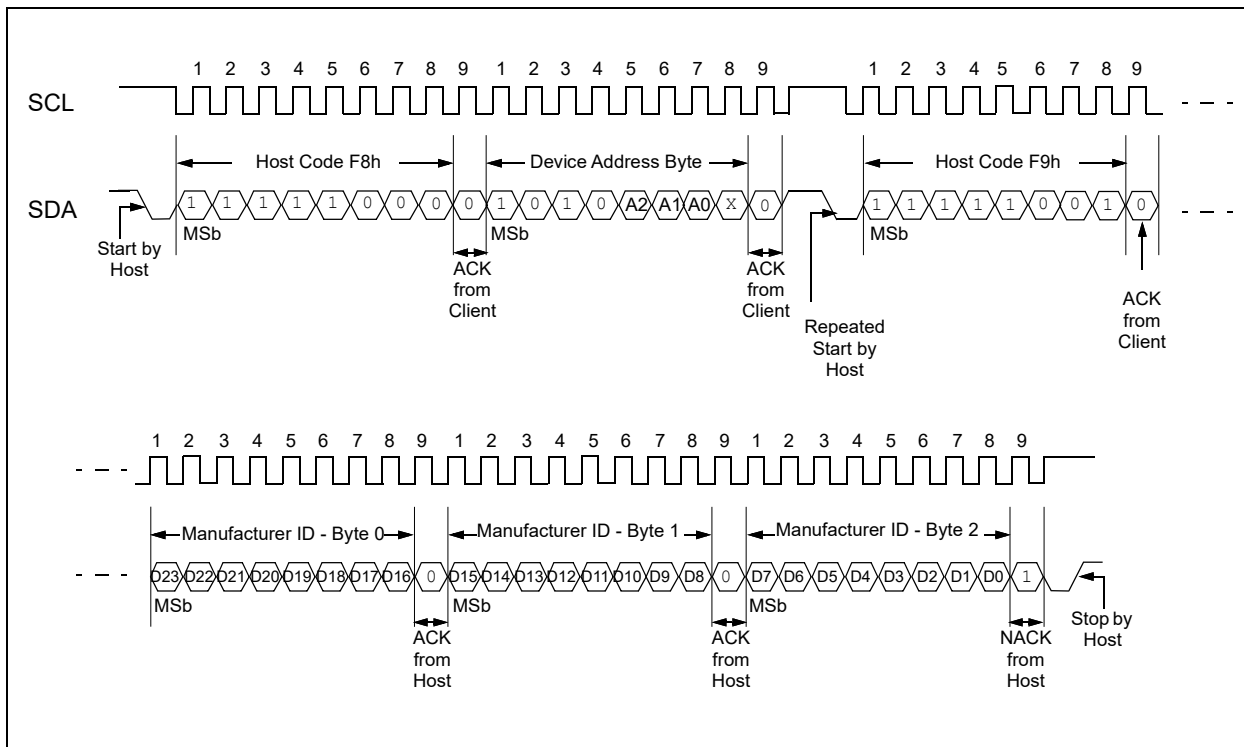 1 2 3 4 5 6 7 8 9 1 2 3 4 5 6 7 8 9 1 2 3 4 5 6 7 8 9
SCL
Host Code F8h
Device Address Byte
Host Code F9h
SDA
1 1 1 1 1 0 0 0 0 1 0 1 0 A2 A1 A0 X 0 1 1 1 1 1 0 0 1 0
MSb
MSb
MSb
Start by
Host
ACK
from
Client
ACK
from
Client
Repeated
Start by
Host
ACK
from
Client
1 2 3 4 5 6 7 8 9 1 2 3 4 5 6 7 8 9 1 2 3 4 5 6 7 8 9
Manufacturer ID - Byte 0
Manufacturer ID - Byte 1
Manufacturer ID - Byte 2
D23 D22 D21 D20 D19 D18 D17 D16 0 D15 D14 D13 D12 D11 D10 D9 D8 0 D7 D6 D5 D4 D3 D2 D1 D0 1
MSb
MSb
MSb
ACK
from
Host
ACK
from
Host
NACK
from
Host
Stop by
Host